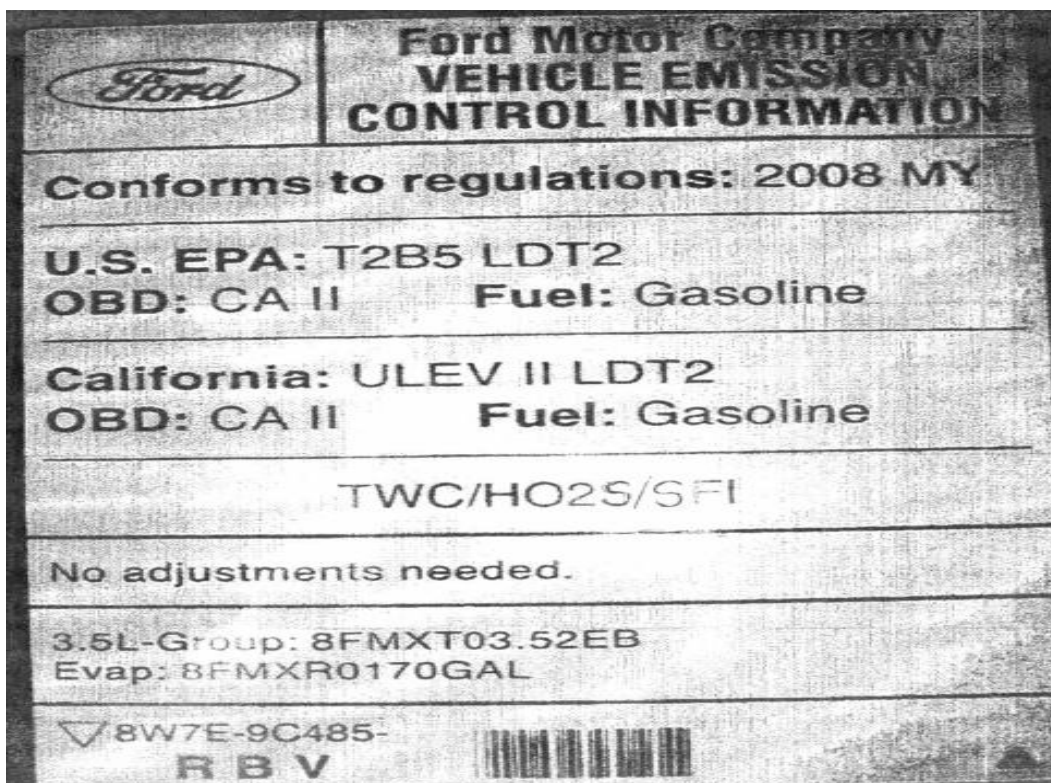 Ford
Ford Motor Company
VEHICLE EMISSION
CONTROL INFORMATION
Conforms to regulations: 2008 MY
U.S. EPA: T2B5 LDT2
OBD: CA II Fuel: Gasoline
California: ULEV II LDT2
OBD: CA II Fuel: Gasoline
TWC/HO2S/SFI
No adjustments needed.
3.5L-Group: 8FMXT03.52EB
Evap: 8FMXR0170GAL
8W7E-9C485-
R B V